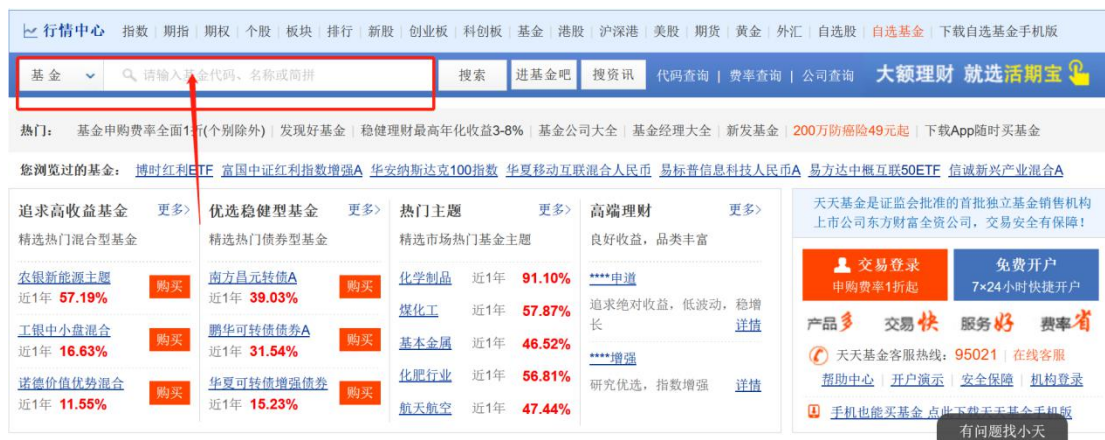 行情中心 指数 | 期指 | 期权 | 个股 | 板块 | 排行 | 新股 | 创业板 | 科创板 | 基金 | 港股 | 沪深港 | 美股 | 期货 | 黄金 | 外汇 | 自选股 | 自选基金 | 下载自选基金手机版
基金 请输入基金代码、名称或简拼 搜索 进基金吧 搜资讯 代码查询 | 费率查询 | 公司查询 大额理财 就选活期宝
热门： 基金申购费率全面1折(个别除外) | 发现好基金 | 稳健理财最高年化收益3-8% | 基金公司大全 | 基金经理大全 | 新发基金 | 200万防癌险49元起 | 下载App随时买基金
您浏览过的基金： 博时红利ETF 富国中证红利指数增强A 华安纳斯达克100指数 华夏移动互联混合人民币 易标普信息科技人民币A 易方达中概互联50ETF 信诚新兴产业混合A
追求高收益基金 更多>
精选热门混合型基金
农银新能源主题
近1年 57.19% 购买
工银中小盘混合
近1年 16.63% 购买
诺德价值优势混合
近1年 11.55% 购买
优选稳健型基金 更多>
精选热门债券型基金
南方昌元转债A
近1年 39.03% 购买
鹏华可转债债券A
近1年 31.54% 购买
华夏可转债增强债券
近1年 15.23% 购买
热门主题 更多>
精选市场热门基金主题
化学制品 近1年 91.10%
煤化工 近1年 57.87%
基本金属 近1年 46.52%
化肥行业 近1年 56.81%
航天航空 近1年 47.44%
高端理财 更多>
良好收益，品类丰富
****申道
追求绝对收益，低波动，稳增
长 详情
****增强
研究优选，指数增强 详情
天天基金是证监会批准的首批独立基金销售机构
上市公司东方财富全资公司，交易安全有保障！
交易登录
申购费率1折起
免费开户
7×24小时快捷开户
产品多 交易快 服务好 费率省
天天基金客服热线：95021 | 在线客服
帮助中心 | 开户演示 | 安全保障 | 机构登录
手机也能买基金 点此下载天天基金手机版
有问题找小天